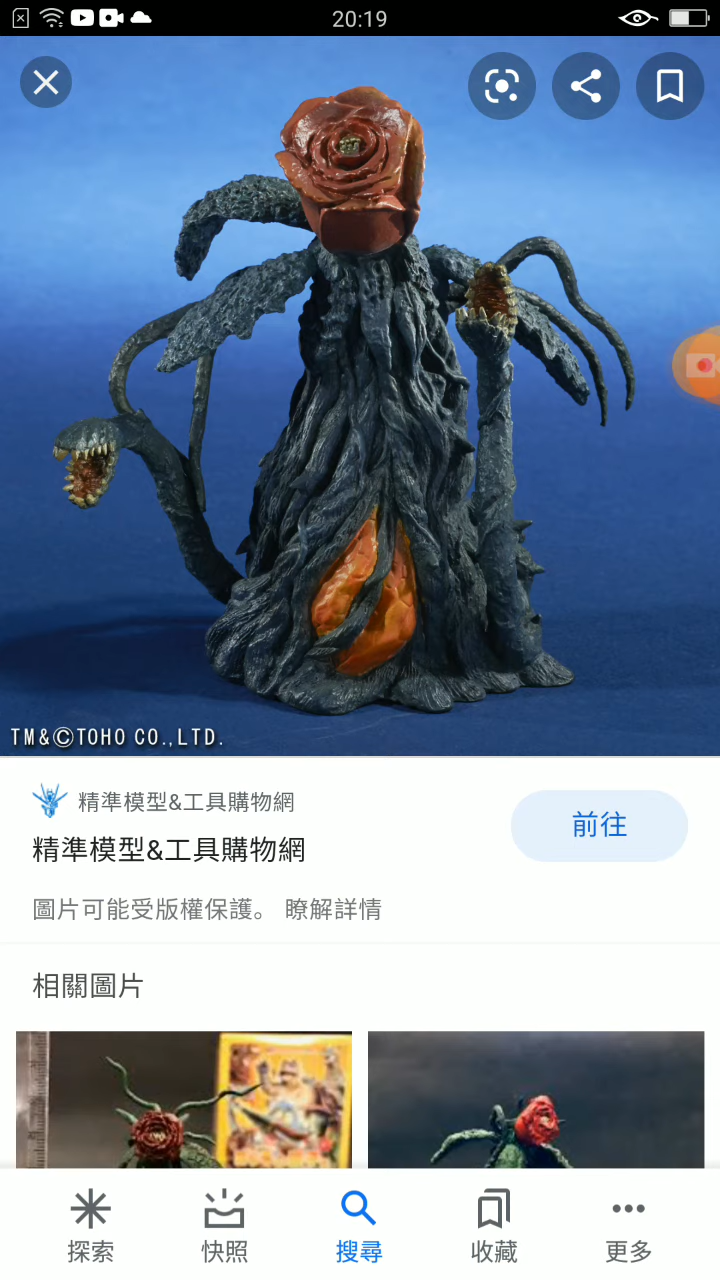 20:19
TM&©TOHO CO.,LTD.
精準模型&工具購物網
精準模型&工具購物網
前往
圖片可能受版權保護。 瞭解詳情
相關圖片
探索
快照
搜尋
收藏
更多